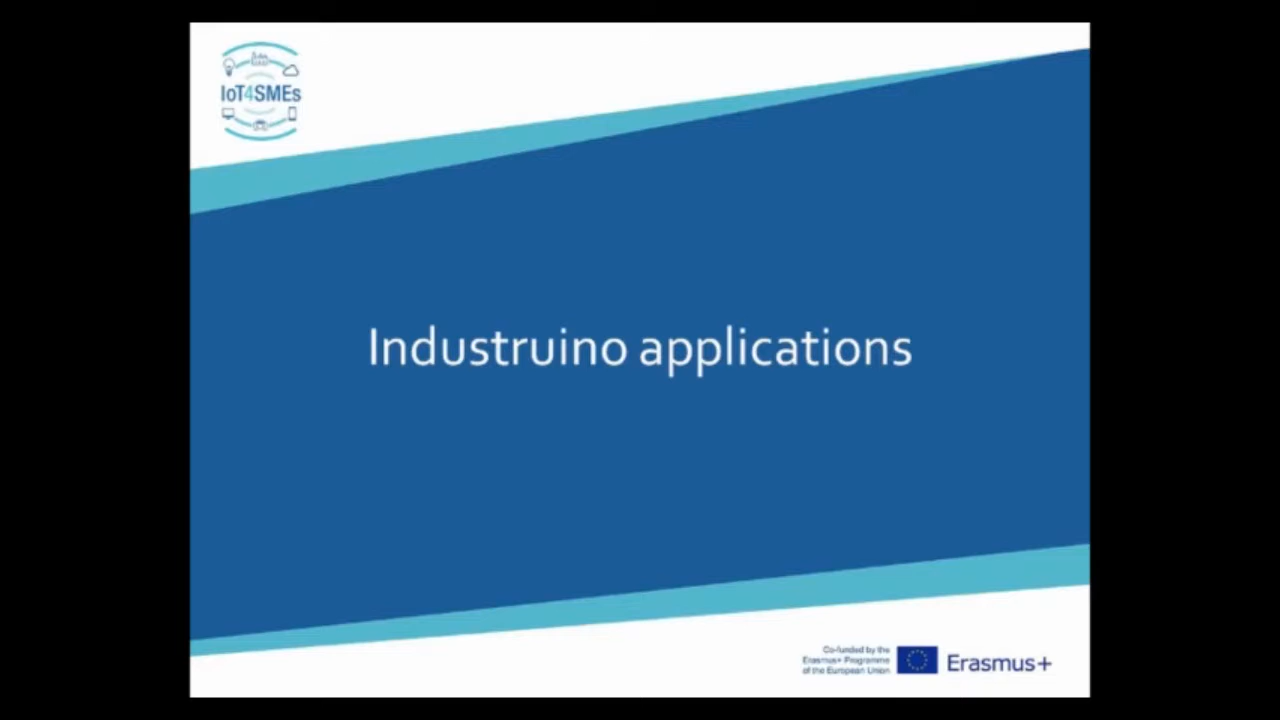 IoT4SMEs
Industruino applications
Co-funded by the
Erasmus+ Programme
of the European Union
Erasmus+